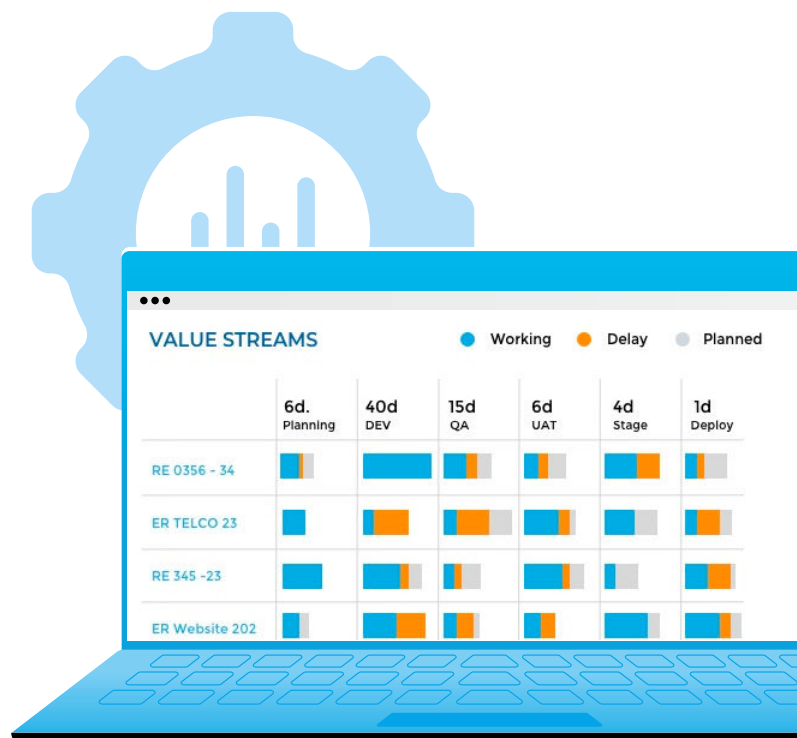 VALUE STREAMS
Working Delay Planned
6d. 40d 15d 6d 4d 1d
Planning DEV QA UAT Stage Deploy
RE 0356 - 34
ER TELCO 23
RE 345 -23
ER Website 202